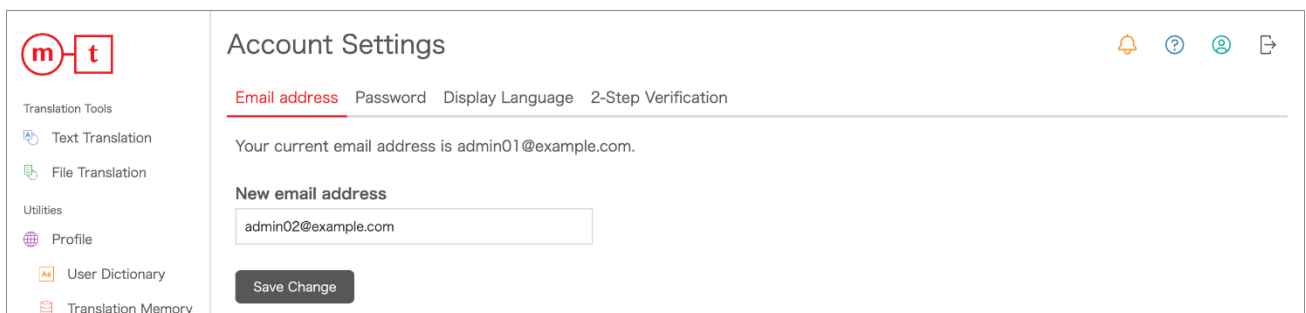 m t
Translation Tools
Text Translation
File Translation
Utilities
Profile
Aa User Dictionary
Translation Memory
Account Settings
Email address Password Display Language 2-Step Verification
Your current email address is admin01@example.com.
New email address
admin02@example.com
Save Change